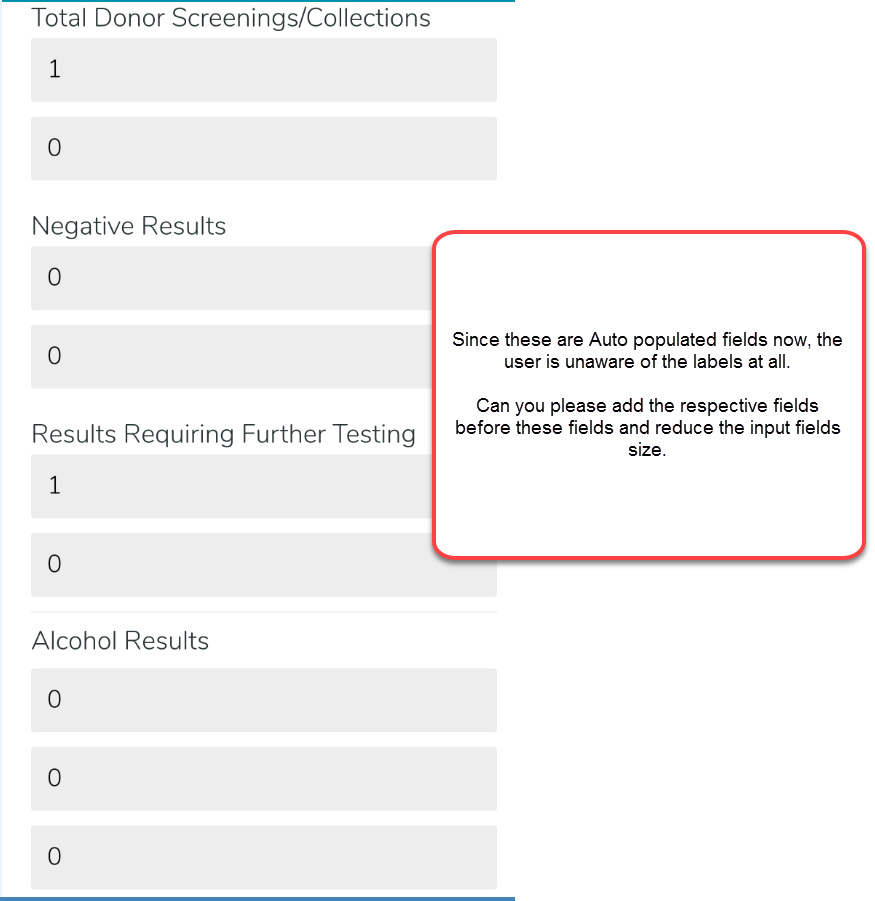 Total Donor Screenings/Collections
1
0
Negative Results
0
0
Results Requiring Further Testing
1
0
Alcohol Results
0
0
0
Since these are Auto populated fields now, the
user is unaware of the labels at all.
Can you please add the respective fields
before these fields and reduce the input fields
size.